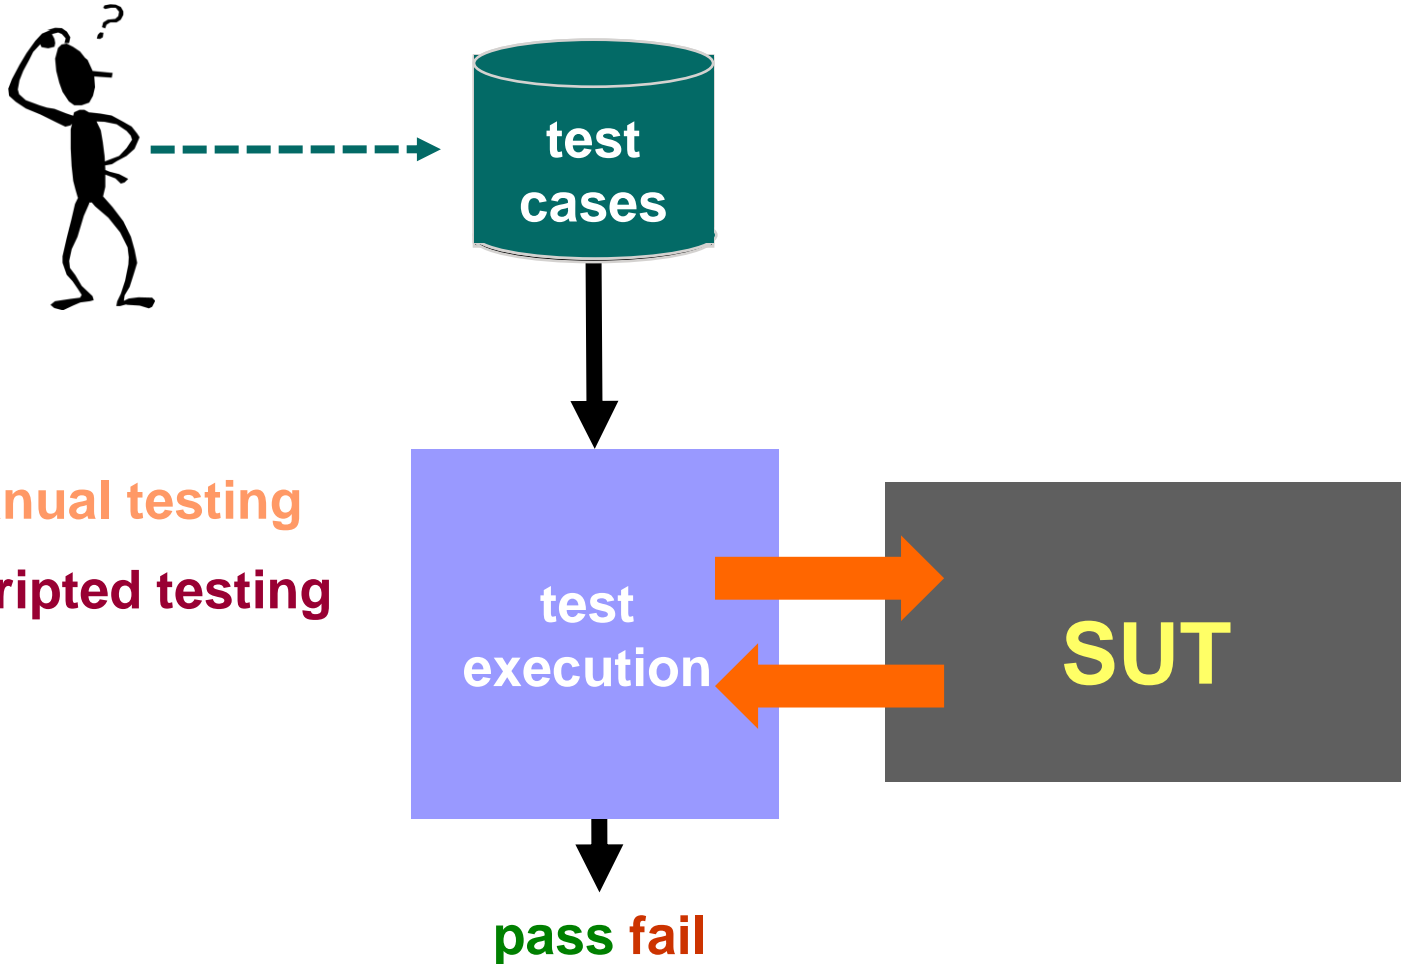 ?
test
cases
nual testing
ripted testing
test
execution
SUT
pass fail